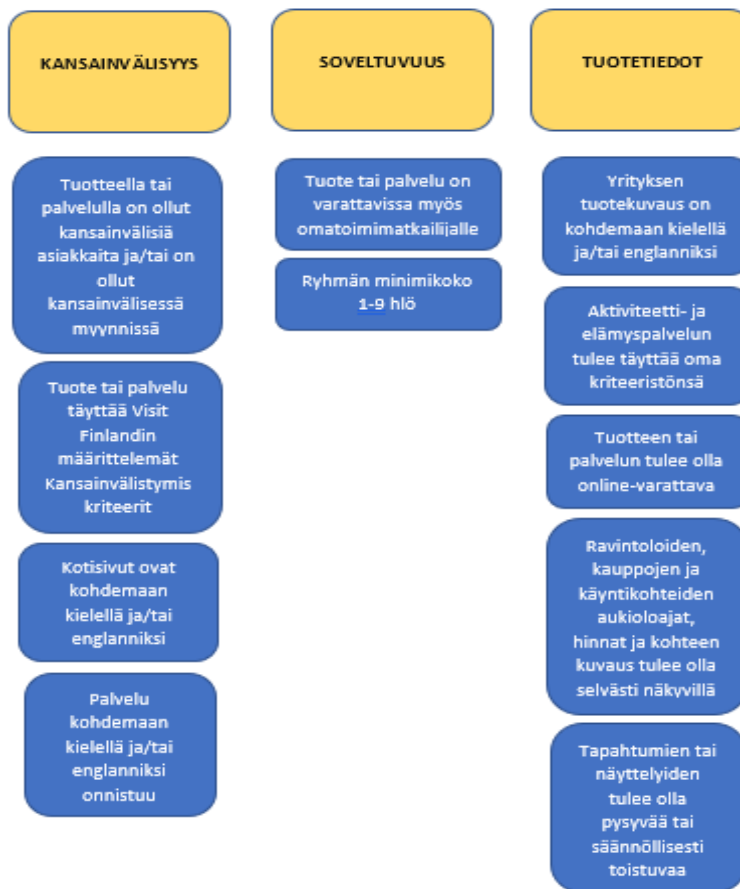 KANSAINVÄLISYYS
Tuotteella tai
palvelulla on ollut
kansainvälisiä
asiakkaita ja/tai on
ollut
kansainvälisessä
myynnissä
Tuote tai palvelu
täyttää Visit
Finlandin
määrittelemät
Kansainvälistymis
kriteerit
Kotisivut ovat
kohdemaan
kielellä ja/tai
englanniksi
Palvelu
kohdemaan
kielellä ja/tai
englanniksi
onnistuu
SOVELTUVUUS
Tuote tai palvelu on
varattavissa myös
omatoimimatkailijalle
Ryhmän minimikoko
1-9 hlö
TUOTETIEDOT
Yrityksen
tuotekuvaus on
kohdemaan kielellä
ja/tai englanniksi
Aktiviteetti- ja
elämyspalvelun
tulee täyttää oma
kriteeristönsä
Tuotteen tai
palvelun tulee olla
online-varattava
Ravintoloiden,
kauppojen ja
käyntikohteiden
aukioloajat,
hinnat ja kohteen
kuvaus tulee olla
selvästi näkyvillä
Tapahtumien tai
näyttelyiden
tulee olla
pysyvää tai
säännöllisesti
toistuvaa